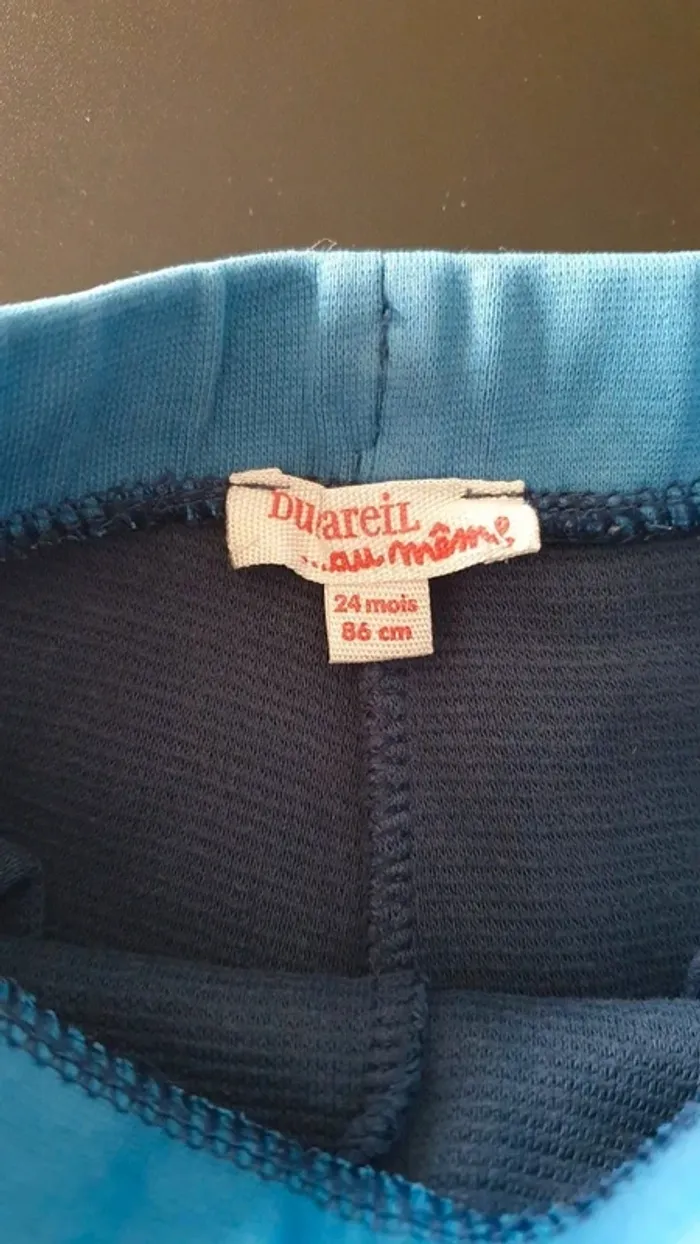 DuPareiL
...au même
24 mois
86 cm